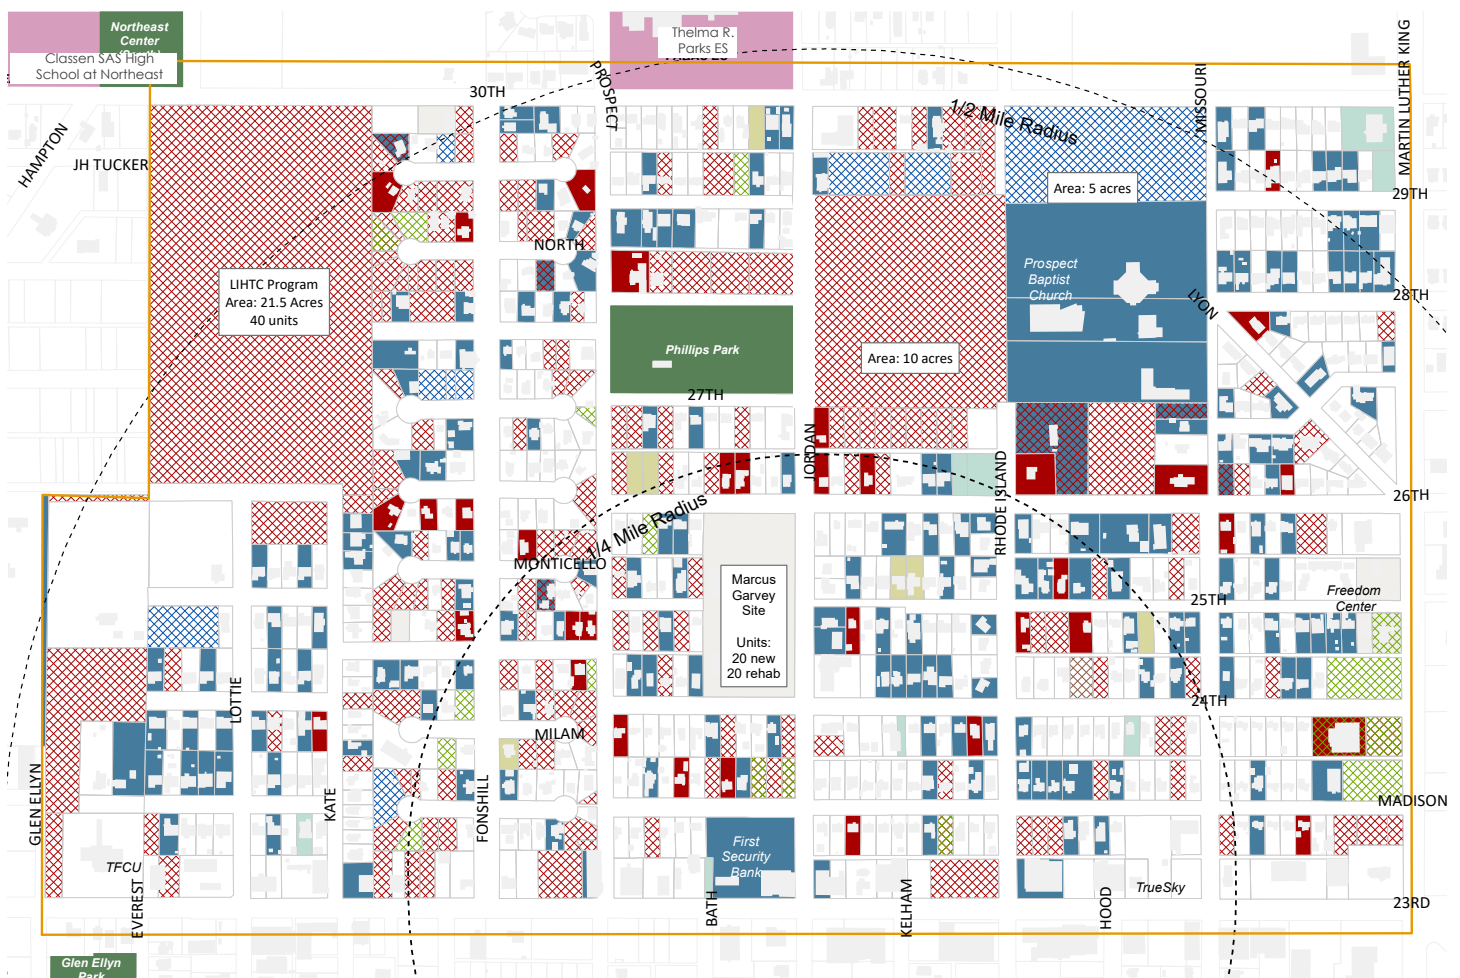 Northeast
Center
Classen SAS High
School at Northeast
Thelma R.
Parks ES
HAMPTON
JH TUCKER
30TH
PROSPECT
1/2 Mile Radius
MISSOURI
MARTIN LUTHER KING
Area: 5 acres
29TH
NORTH
LIHTC Program
Area: 21.5 Acres
40 units
Prospect
Baptist
Church
LYON
28TH
Phillips Park
Area: 10 acres
27TH
JORDAN
RHODE ISLAND
26TH
1/4 Mile Radius
MONTICELLO
Marcus
Garvey
Site
Units:
20 new
20 rehab
Freedom
Center
25TH
LOTTIE
24TH
MILAM
GLEN ELLYN
KATE
FONSHILL
MADISON
First
Security
Bank
TFCU
EVEREST
BATH
KELHAM
HOOD
TrueSky
23RD
Glen Ellyn
Park